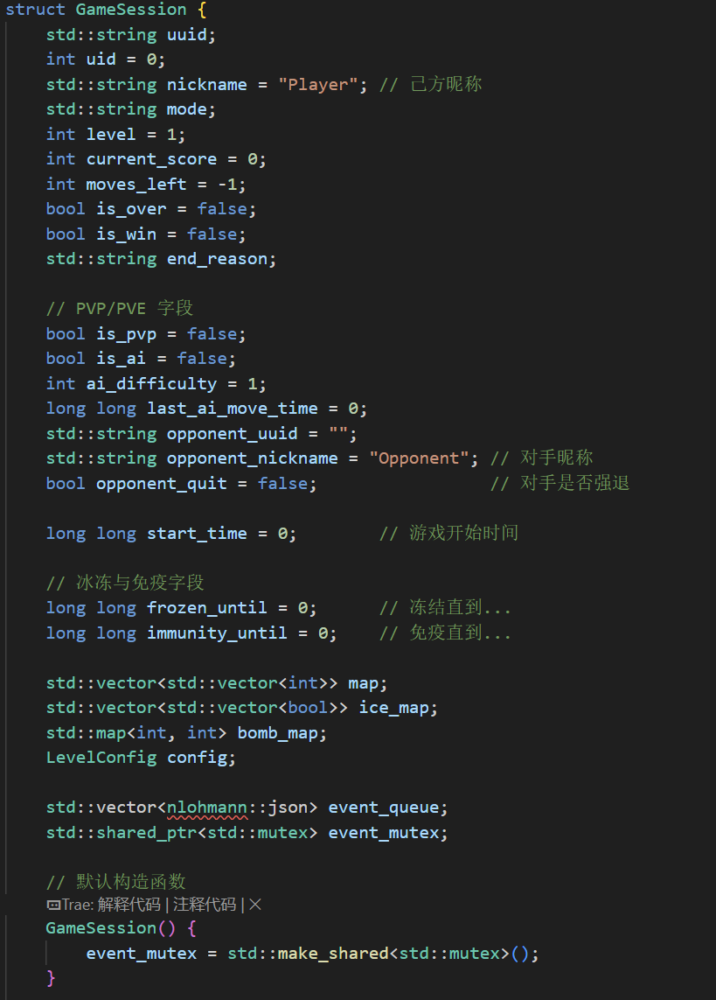 struct GameSession {
    std::string uuid;
    int uid = 0;
    std::string nickname = "Player"; // 己方昵称
    std::string mode;
    int level = 1;
    int current_score = 0;
    int moves_left = -1;
    bool is_over = false;
    bool is_win = false;
    std::string end_reason;

    // PVP/PVE 字段
    bool is_pvp = false;
    bool is_ai = false;
    int ai_difficulty = 1;
    long long last_ai_move_time = 0;
    std::string opponent_uuid = "";
    std::string opponent_nickname = "Opponent"; // 对手昵称
    bool opponent_quit = false;                 // 对手是否强退

    long long start_time = 0;        // 游戏开始时间

    // 冰冻与免疫字段
    long long frozen_until = 0;      // 冻结直到...
    long long immunity_until = 0;    // 免疫直到...

    std::vector<std::vector<int>> map;
    std::vector<std::vector<bool>> ice_map;
    std::map<int, int> bomb_map;
    LevelConfig config;

    std::vector<nlohmann::json> event_queue;
    std::shared_ptr<std::mutex> event_mutex;

    // 默认构造函数
    Trae: 解释代码 | 注释代码 | ×
    GameSession() {
        event_mutex = std::make_shared<std::mutex>();
    }